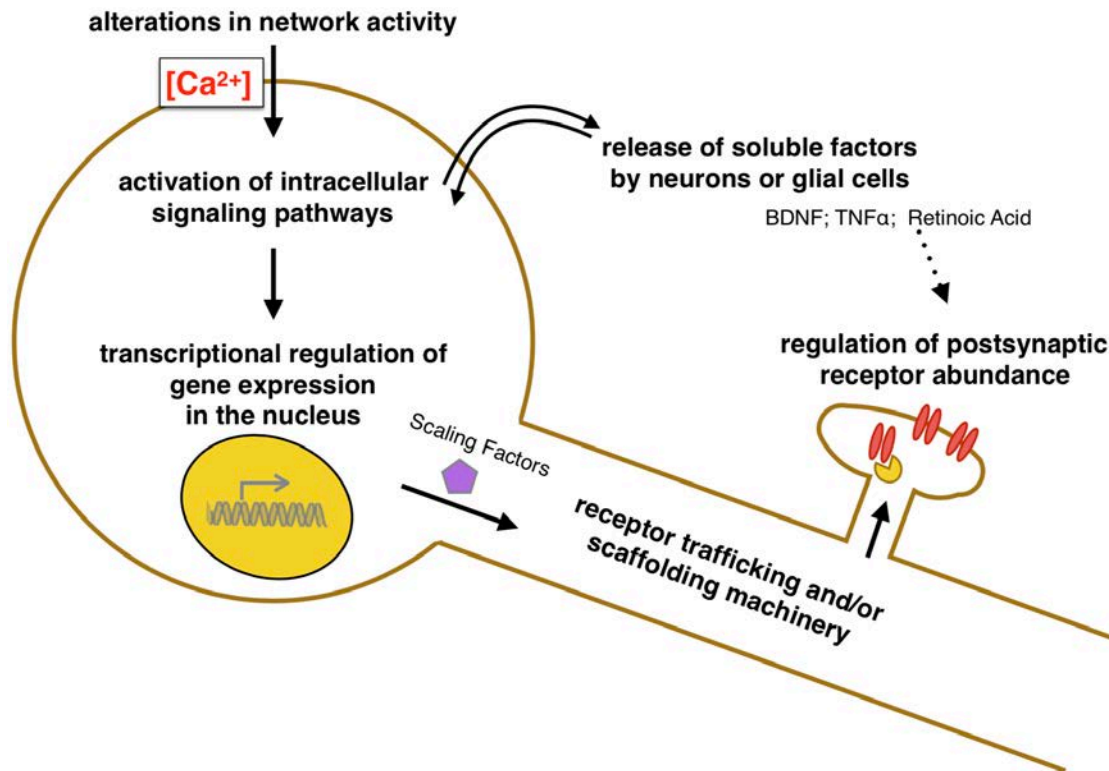 alterations in network activity
[Ca²⁺]
activation of intracellular
signaling pathways
release of soluble factors
by neurons or glial cells
BDNF; TNFα; Retinoic Acid
transcriptional regulation of
gene expression
in the nucleus
Scaling Factors
receptor trafficking and/or
scaffolding machinery
regulation of postsynaptic
receptor abundance